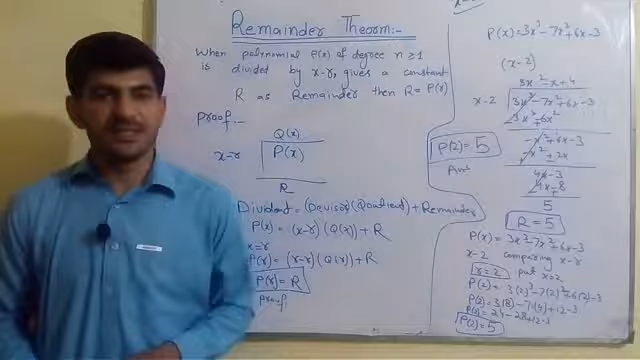 Remainder Theorm:-
When polynomial P(x) of degree n ≥ 1
is divided by x-r, gives a constant
R as Remainder then R = P(r)
proof:-
Q(x)
x-r P(x)
R
Dividend = (Devisor)(Qoutient) + Remainder
P(x) = (x-r)(Q(x)) + R
x=r
P(r) = (r-r)(Q(r)) + R
P(r) = R
proof
P(x) = 3x³-7x²+6x-3
(x-2)
3x²-x+4
x-2 3x³-7x²+6x-3
3x³+6x²
-x²+6x-3
-x²±2x
4x-3
4x-8
5
R = 5
P(2) = 5
Ans
P(x) = 3x³-7x²+6x-3
x-2 comparing x-r
r=2 put x=2
P(2) = 3(2)³-7(2)²+6(2)-3
P(2) = 3(8)-7(4)+12-3
P(2) = 24-28+12-3
P(2) = 5